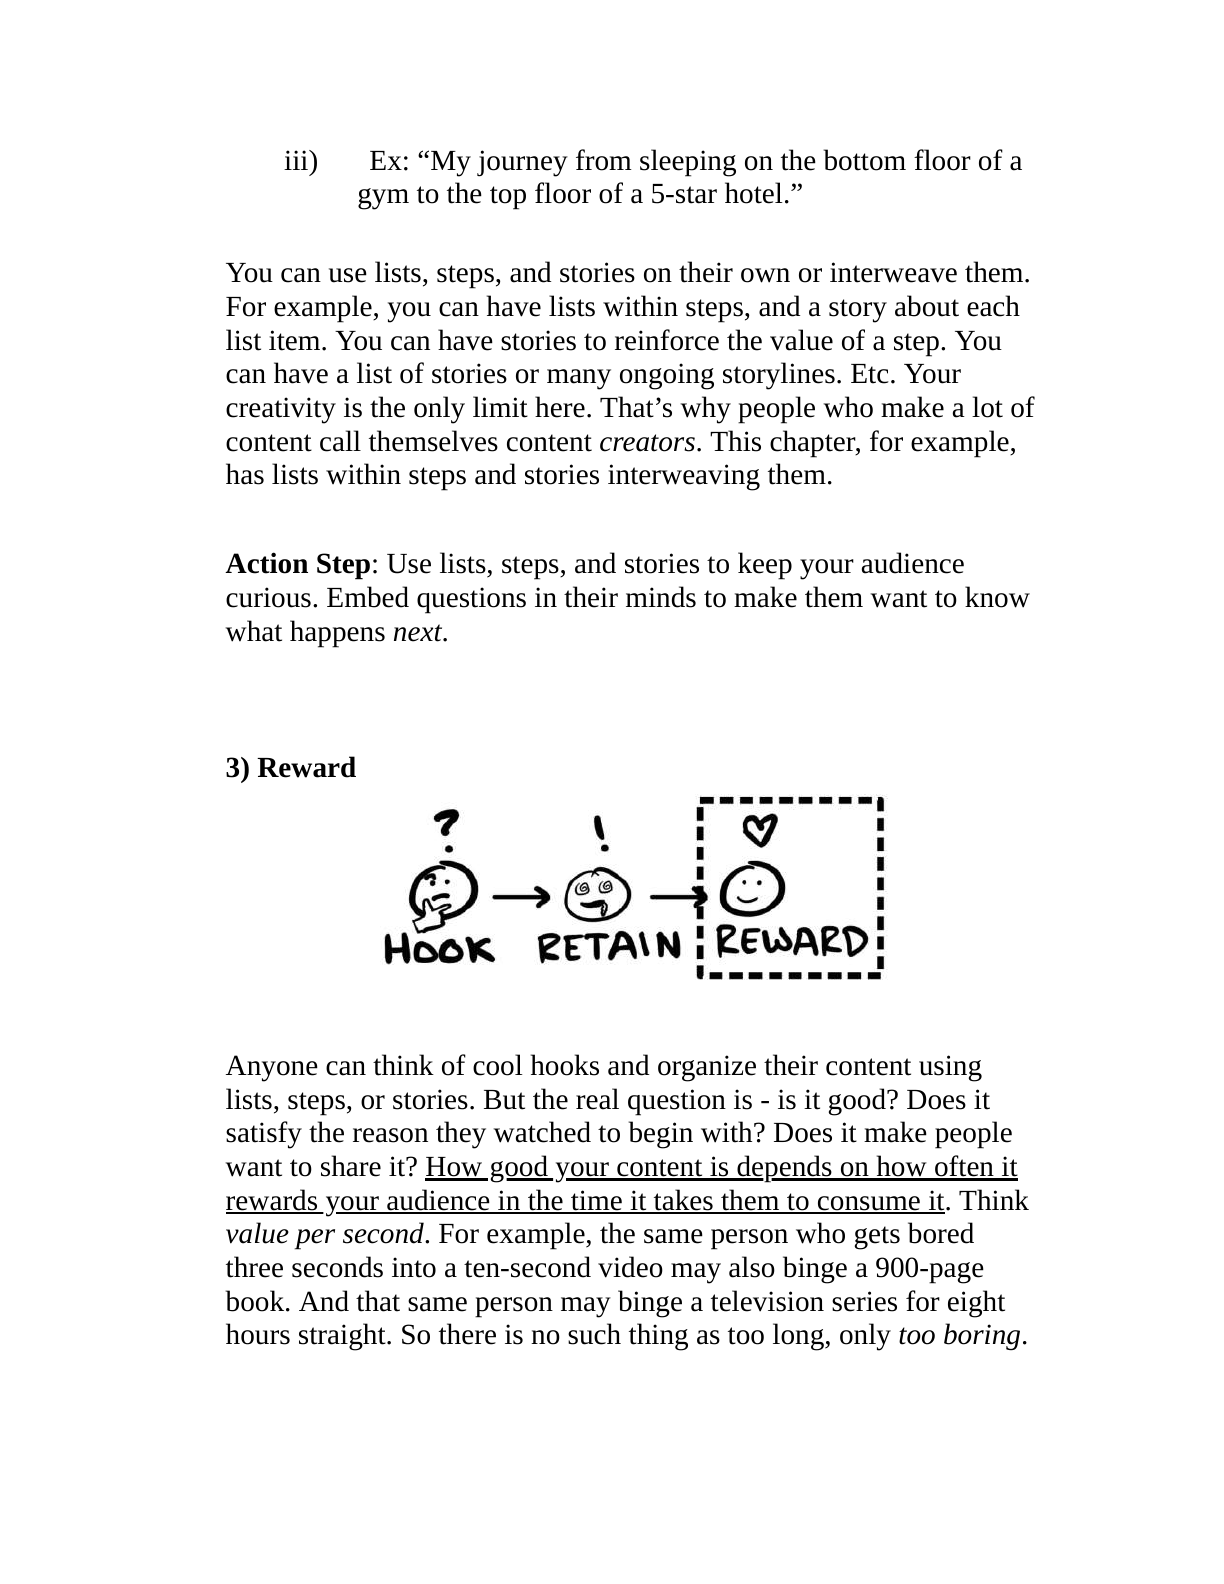 iii) Ex: “My journey from sleeping on the bottom floor of a
gym to the top floor of a 5-star hotel.”
You can use lists, steps, and stories on their own or interweave them.
For example, you can have lists within steps, and a story about each
list item. You can have stories to reinforce the value of a step. You
can have a list of stories or many ongoing storylines. Etc. Your
creativity is the only limit here. That’s why people who make a lot of
content call themselves content creators. This chapter, for example,
has lists within steps and stories interweaving them.
Action Step: Use lists, steps, and stories to keep your audience
curious. Embed questions in their minds to make them want to know
what happens next.
3) Reward
? !
HOOK RETAIN REWARD
Anyone can think of cool hooks and organize their content using
lists, steps, or stories. But the real question is - is it good? Does it
satisfy the reason they watched to begin with? Does it make people
want to share it? How good your content is depends on how often it
rewards your audience in the time it takes them to consume it. Think
value per second. For example, the same person who gets bored
three seconds into a ten-second video may also binge a 900-page
book. And that same person may binge a television series for eight
hours straight. So there is no such thing as too long, only too boring.